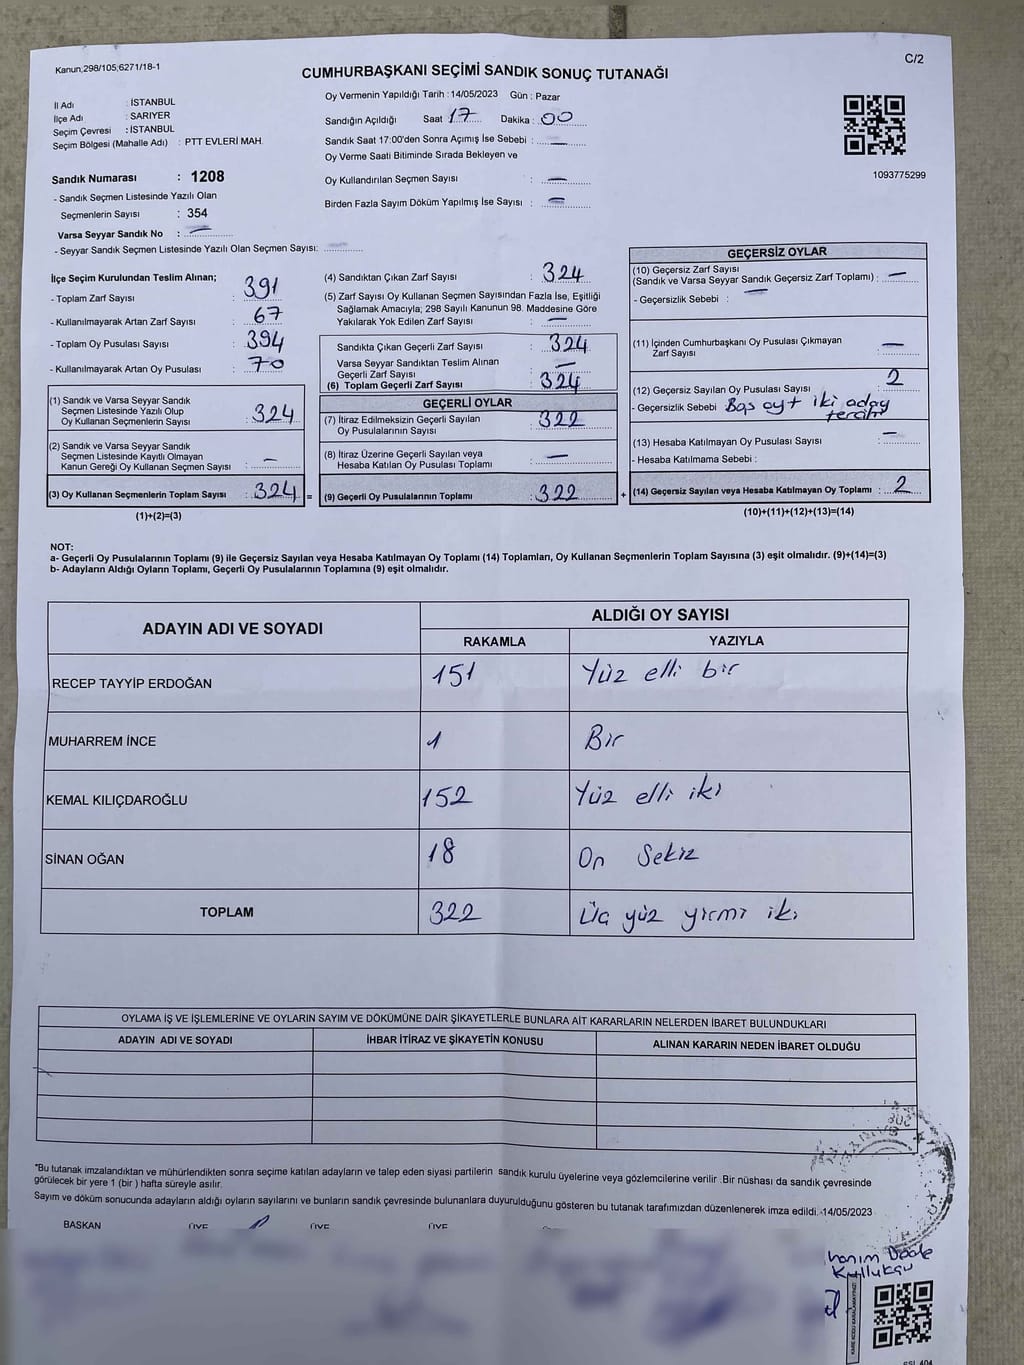 Kanun;298/105;6271/18-1
C/2
CUMHURBAŞKANI SEÇİMİ SANDIK SONUÇ TUTANAĞI
İl Adı : İSTANBUL
İlçe Adı : SARIYER
Seçim Çevresi : İSTANBUL
Seçim Bölgesi (Mahalle Adı) : PTT EVLERİ MAH.
Oy Vermenin Yapıldığı Tarih : 14/05/2023 Gün : Pazar
Sandığın Açıldığı Saat 17 Dakika : 00
Sandık Saat 17:00'den Sonra Açımış İse Sebebi : —
Oy Verme Saati Bitiminde Sırada Bekleyen ve
Oy Kullandırılan Seçmen Sayısı : —
Birden Fazla Sayım Döküm Yapılmış İse Sayısı : —
1093775299
Sandık Numarası : 1208
- Sandık Seçmen Listesinde Yazılı Olan
Seçmenlerin Sayısı : 354
Varsa Seyyar Sandık No : —
- Seyyar Sandık Seçmen Listesinde Yazılı Olan Seçmen Sayısı: —
İlçe Seçim Kurulundan Teslim Alınan;
- Toplam Zarf Sayısı : 391
- Kullanılmayarak Artan Zarf Sayısı : 67
- Toplam Oy Pusulası Sayısı : 394
- Kullanılmayarak Artan Oy Pusulası : 70
(1) Sandık ve Varsa Seyyar Sandık
Seçmen Listesinde Yazılı Olup
Oy Kullanan Seçmenlerin Sayısı : 324
(2) Sandık ve Varsa Seyyar Sandık
Seçmen Listesinde Kayıtlı Olmayan
Kanun Gereği Oy Kullanan Seçmen Sayısı : —
(3) Oy Kullanan Seçmenlerin Toplam Sayısı : 324 =
(1)+(2)=(3)
(4) Sandıktan Çıkan Zarf Sayısı : 324
(5) Zarf Sayısı Oy Kullanan Seçmen Sayısından Fazla İse, Eşitliği
Sağlamak Amacıyla; 298 Sayılı Kanunun 98. Maddesine Göre
Yakılarak Yok Edilen Zarf Sayısı : —
Sandıkta Çıkan Geçerli Zarf Sayısı : 324
Varsa Seyyar Sandıktan Teslim Alınan
Geçerli Zarf Sayısı : —
(6) Toplam Geçerli Zarf Sayısı : 324
GEÇERLİ OYLAR
(7) İtiraz Edilmeksizin Geçerli Sayılan
Oy Pusulalarının Sayısı : 322
(8) İtiraz Üzerine Geçerli Sayılan veya
Hesaba Katılan Oy Pusulası Toplamı : —
(9) Geçerli Oy Pusulalarının Toplamı : 322 +
GEÇERSİZ OYLAR
(10) Geçersiz Zarf Sayısı
(Sandık ve Varsa Seyyar Sandık Geçersiz Zarf Toplamı) : —
- Geçersizlik Sebebi : —
(11) İçinden Cumhurbaşkanı Oy Pusulası Çıkmayan
Zarf Sayısı : —
(12) Geçersiz Sayılan Oy Pusulası Sayısı : 2
- Geçersizlik Sebebi Boş oy+ iki aday
tercihi
(13) Hesaba Katılmayan Oy Pusulası Sayısı : —
- Hesaba Katılmama Sebebi :
(14) Geçersiz Sayılan veya Hesaba Katılmayan Oy Toplamı : 2
(10)+(11)+(12)+(13)=(14)
NOT:
a- Geçerli Oy Pusulalarının Toplamı (9) ile Geçersiz Sayılan veya Hesaba Katılmayan Oy Toplamı (14) Toplamları, Oy Kullanan Seçmenlerin Toplam Sayısına (3) eşit olmalıdır. (9)+(14)=(3)
b- Adayların Aldığı Oyların Toplamı, Geçerli Oy Pusulalarının Toplamına (9) eşit olmalıdır.
ADAYIN ADI VE SOYADI ALDIĞI OY SAYISI
RAKAMLA YAZIYLA
RECEP TAYYİP ERDOĞAN 151 Yüz elli bir
MUHARREM İNCE 1 Bir
KEMAL KILIÇDAROĞLU 152 Yüz elli iki
SİNAN OĞAN 18 On Sekiz
TOPLAM 322 Üç yüz yirmi iki
OYLAMA İŞ VE İŞLEMLERİNE VE OYLARIN SAYIM VE DÖKÜMÜNE DAİR ŞİKAYETLERLE BUNLARA AİT KARARLARIN NELERDEN İBARET BULUNDUKLARI
ADAYIN ADI VE SOYADI İHBAR İTİRAZ VE ŞİKAYETİN KONUSU ALINAN KARARIN NEDEN İBARET OLDUĞU
*Bu tutanak imzalandıktan ve mühürlendikten sonra seçime katılan adayların ve talep eden siyasi partilerin sandık kurulu üyelerine veya gözlemcilerine verilir .Bir nüshası da sandık çevresinde
görülecek bir yere 1 (bir ) hafta süreyle asılır.
Sayım ve döküm sonucunda adayların aldığı oyların sayılarını ve bunların sandık çevresinde bulunanlara duyurulduğunu gösteren bu tutanak tarafımızdan düzenlenerek imza edildi. 14/05/2023
BAŞKAN ÜYE ÜYE ÜYE